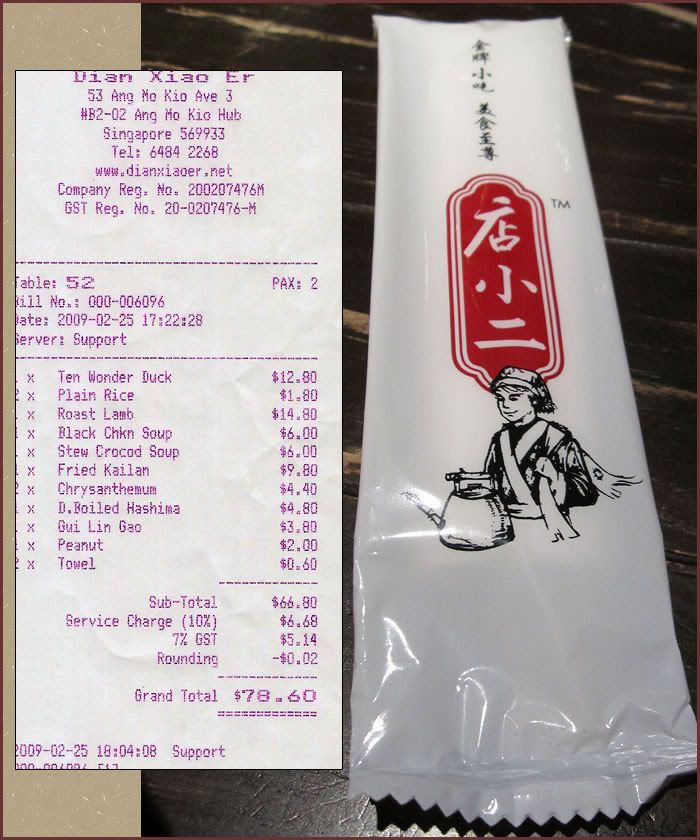 Dian Xiao Er
53 Ang Mo Kio Ave 3
#B2-02 Ang Mo Kio Hub
Singapore 569933
Tel: 6484 2268
www.dianxiaoer.net
Company Reg. No. 200207476M
GST Reg. No. 20-0207476-M
Table: 52 PAX: 2
Bill No.: 000-006096
Date: 2009-02-25 17:22:28
Server: Support
x Ten Wonder Duck $12.80
2 x Plain Rice $1.80
x Roast Lamb $14.80
x Black Chkn Soup $6.00
x Stew Crocod Soup $6.00
x Fried Kailan $9.80
2 x Chrysanthemum $4.40
x D.Boiled Hashima $4.80
x Gui Lin Gao $3.80
x Peanut $2.00
2 x Towel $0.60
Sub-Total $66.80
Service Charge (10%) $6.68
7% GST $5.14
Rounding -$0.02
Grand Total $78.60
2009-02-25 18:04:08 Support
金牌小吃 美食至尊
店小二 TM